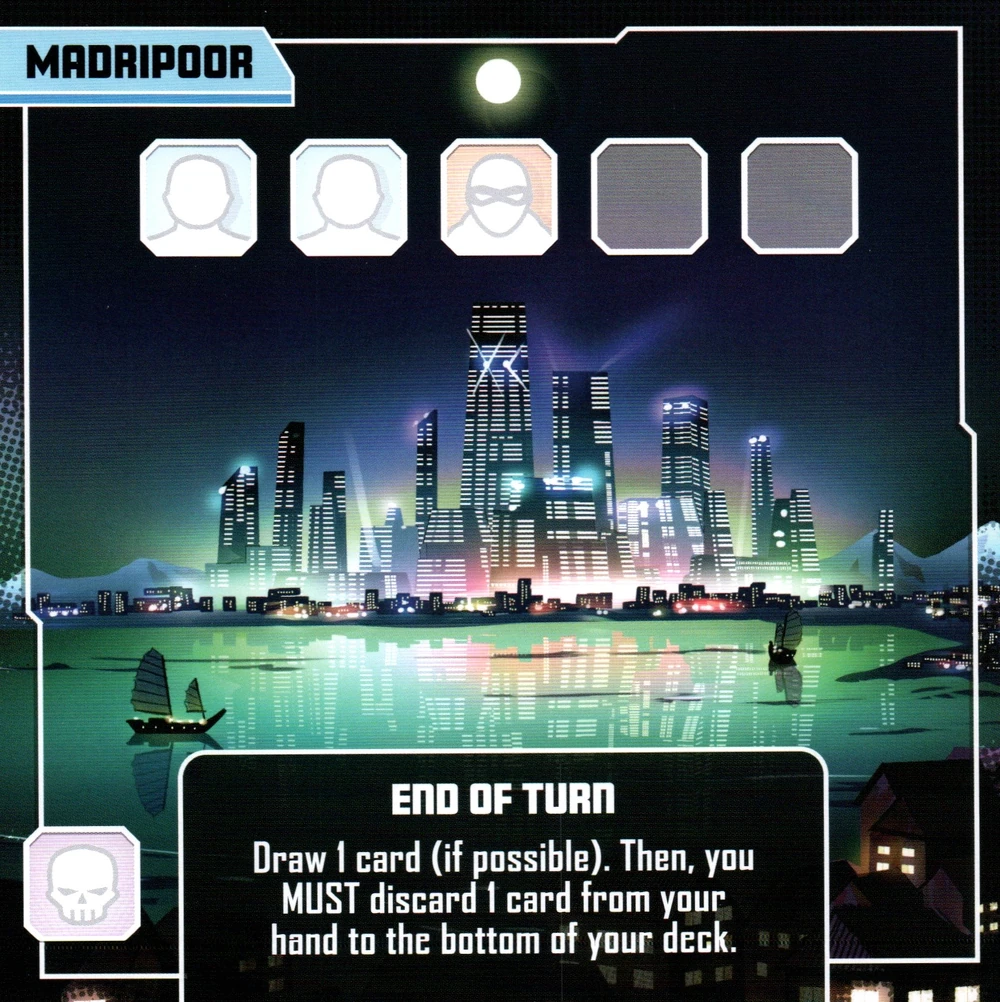 MADRIPOOR
END OF TURN
Draw 1 card (if possible). Then, you
MUST discard 1 card from your
hand to the bottom of your deck.